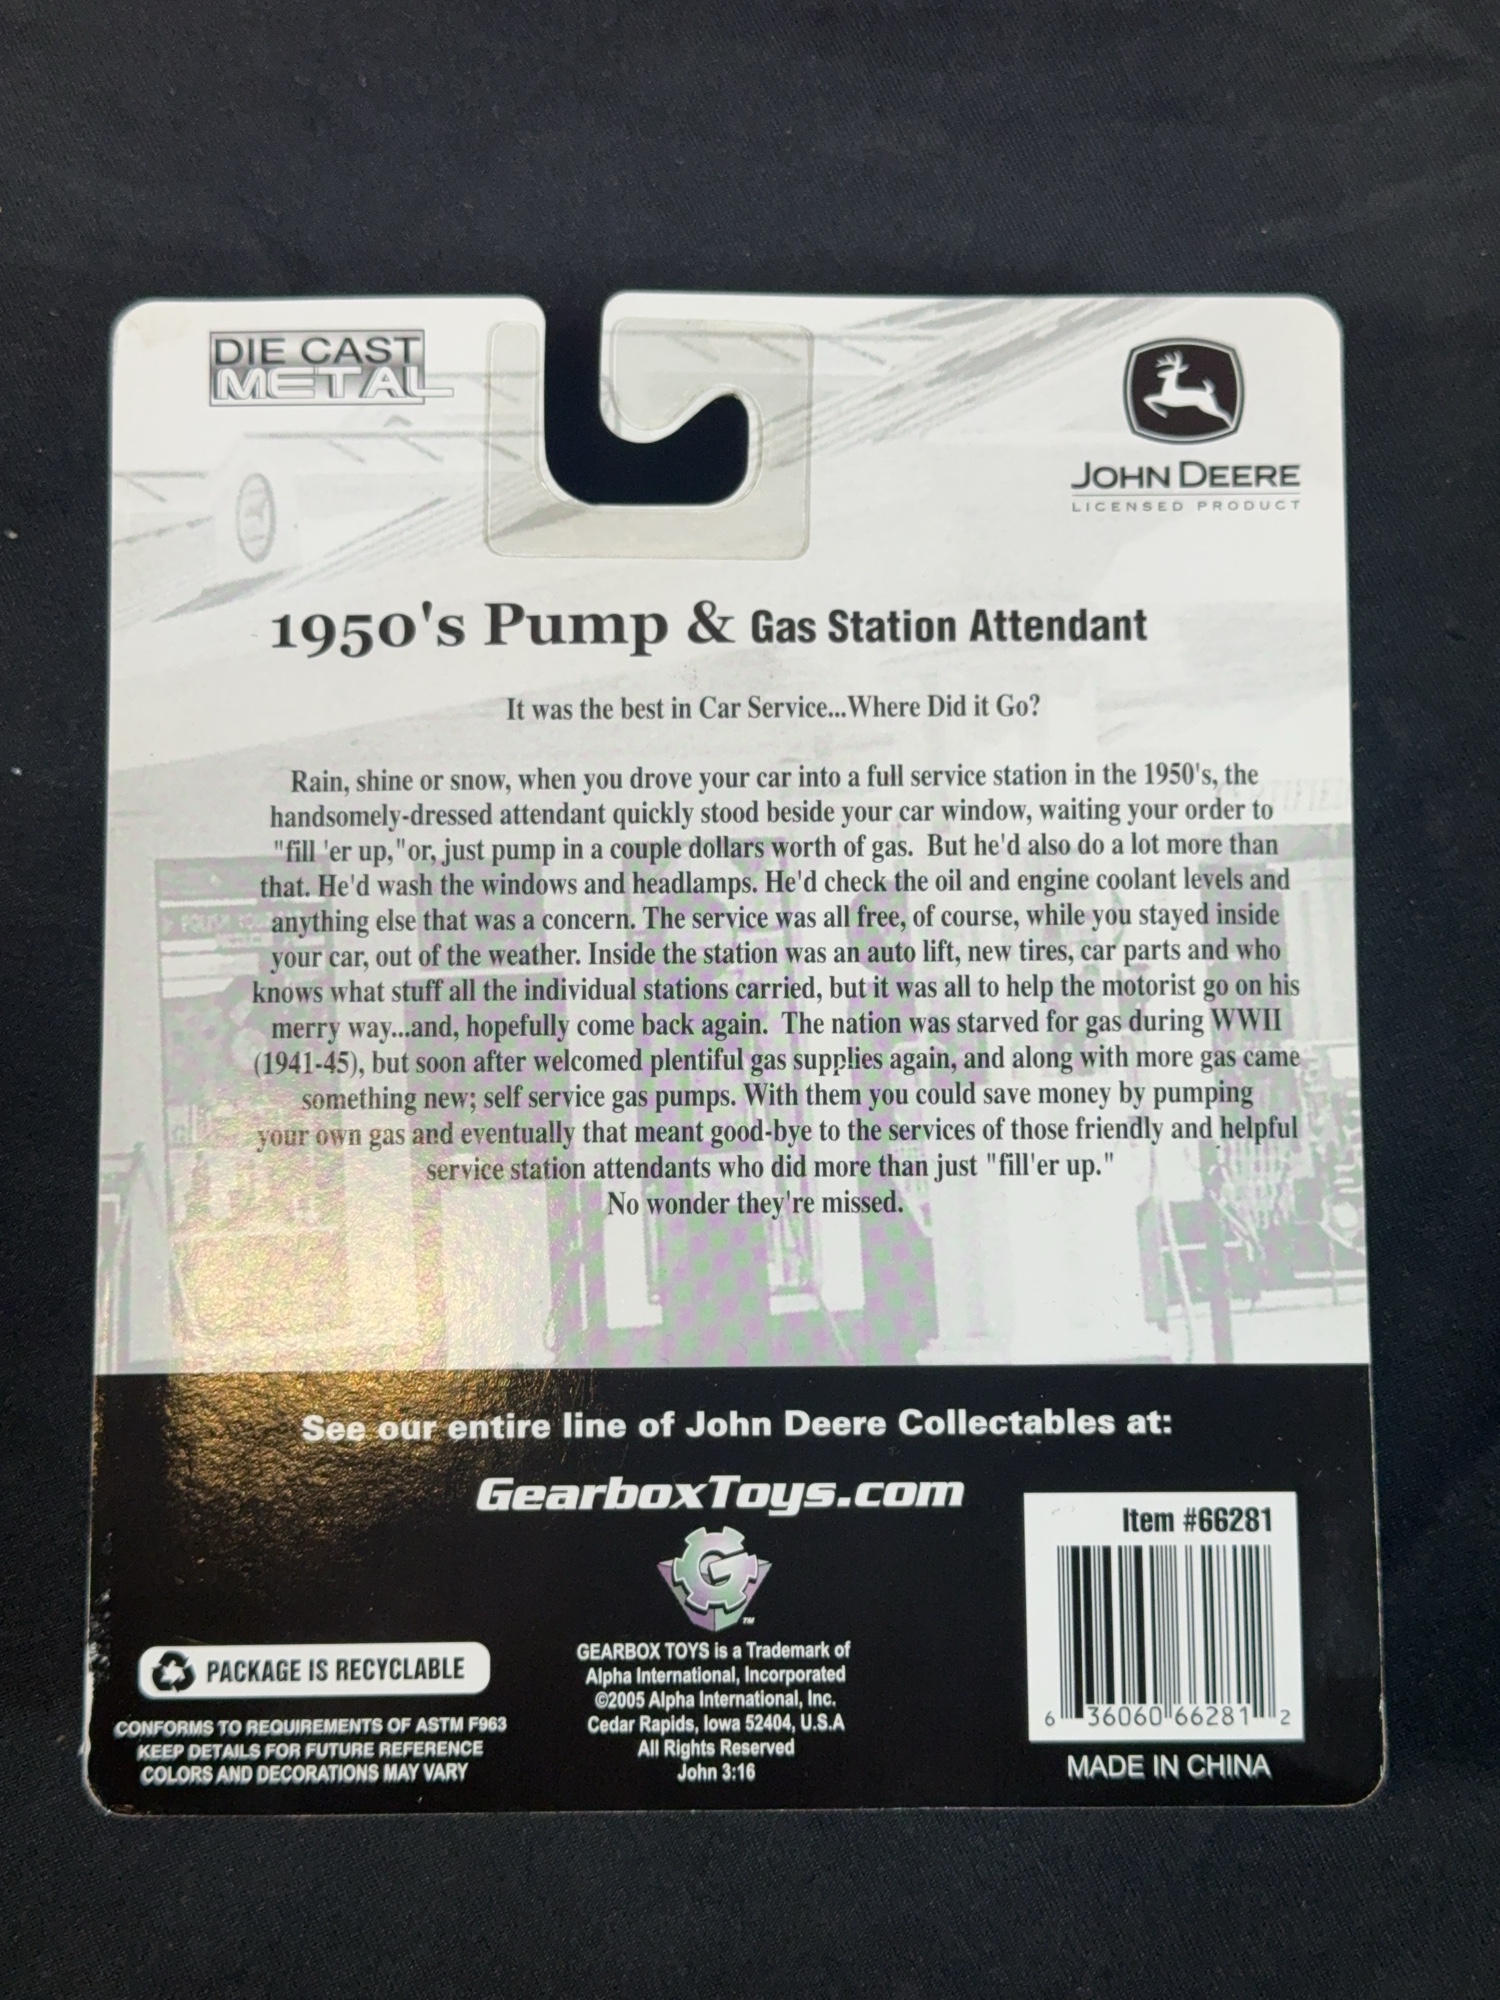 DIE CAST
METAL
JOHN DEERE
LICENSED PRODUCT
1950's Pump & Gas Station Attendant
It was the best in Car Service...Where Did it Go?
Rain, shine or snow, when you drove your car into a full service station in the 1950's, the
handsomely-dressed attendant quickly stood beside your car window, waiting your order to
"fill 'er up,"or, just pump in a couple dollars worth of gas.  But he'd also do a lot more than
that. He'd wash the windows and headlamps. He'd check the oil and engine coolant levels and
anything else that was a concern. The service was all free, of course, while you stayed inside
your car, out of the weather. Inside the station was an auto lift, new tires, car parts and who
knows what stuff all the individual stations carried, but it was all to help the motorist go on his
merry way...and, hopefully come back again.  The nation was starved for gas during WWII
(1941-45), but soon after welcomed plentiful gas supplies again, and along with more gas came
something new; self service gas pumps. With them you could save money by pumping
your own gas and eventually that meant good-bye to the services of those friendly and helpful
service station attendants who did more than just "fill'er up."
No wonder they're missed.
See our entire line of John Deere Collectables at:
GearboxToys.com
G
TM
GEARBOX TOYS is a Trademark of
Alpha International, Incorporated
©2005 Alpha International, Inc.
Cedar Rapids, Iowa 52404, U.S.A
All Rights Reserved
John 3:16
PACKAGE IS RECYCLABLE
CONFORMS TO REQUIREMENTS OF ASTM F963
KEEP DETAILS FOR FUTURE REFERENCE
COLORS AND DECORATIONS MAY VARY
Item #66281
6 36060 66281 2
MADE IN CHINA